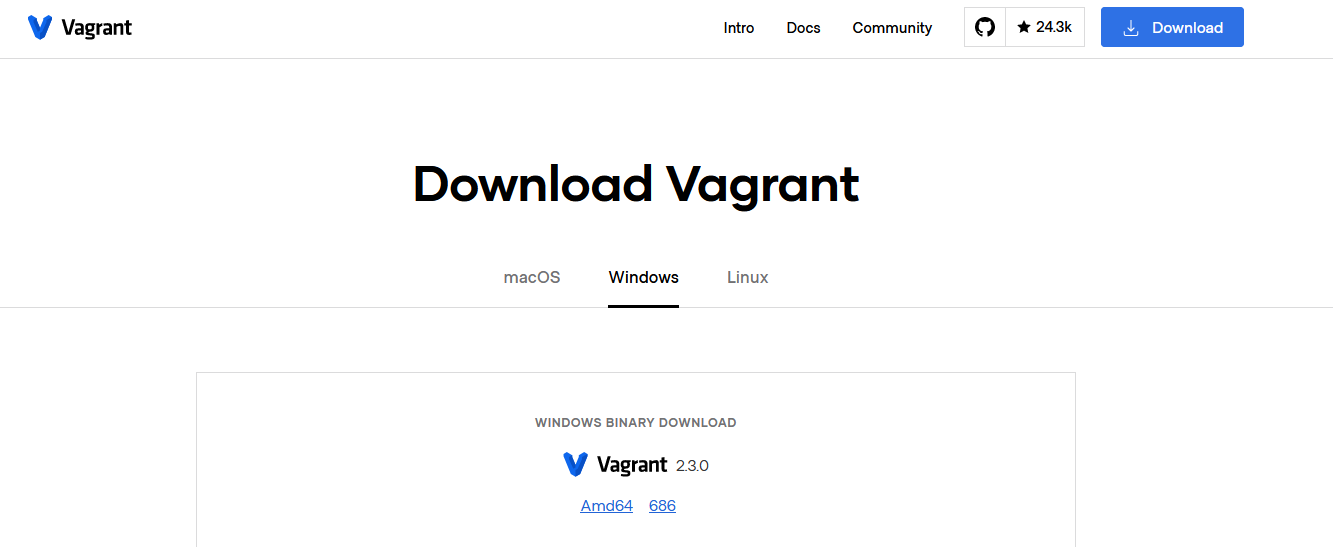 Vagrant Intro Docs Community 24.3k Download
Download Vagrant
macOS Windows Linux
WINDOWS BINARY DOWNLOAD
Vagrant 2.3.0
Amd64 686